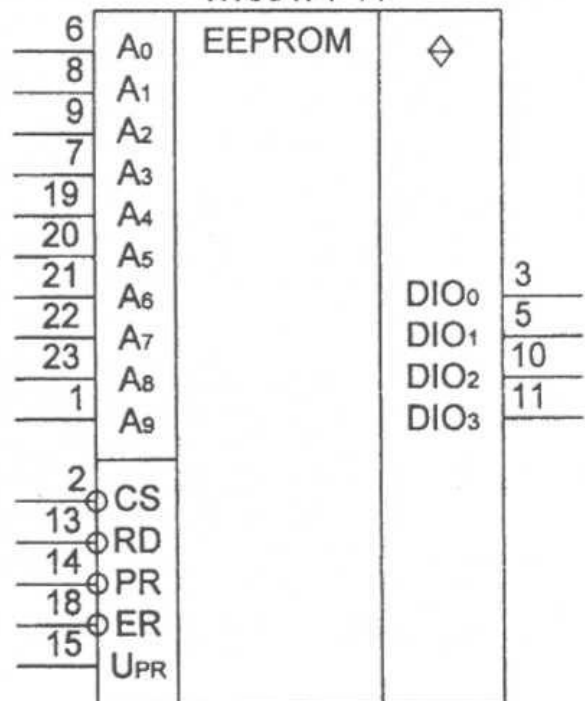 EEPROM
6 A0
8 A1
9 A2
7 A3
19 A4
20 A5
21 A6
22 A7
23 A8
1 A9
DIO0 3
DIO1 5
DIO2 10
DIO3 11
2 CS
13 RD
14 PR
18 ER
15 UPR